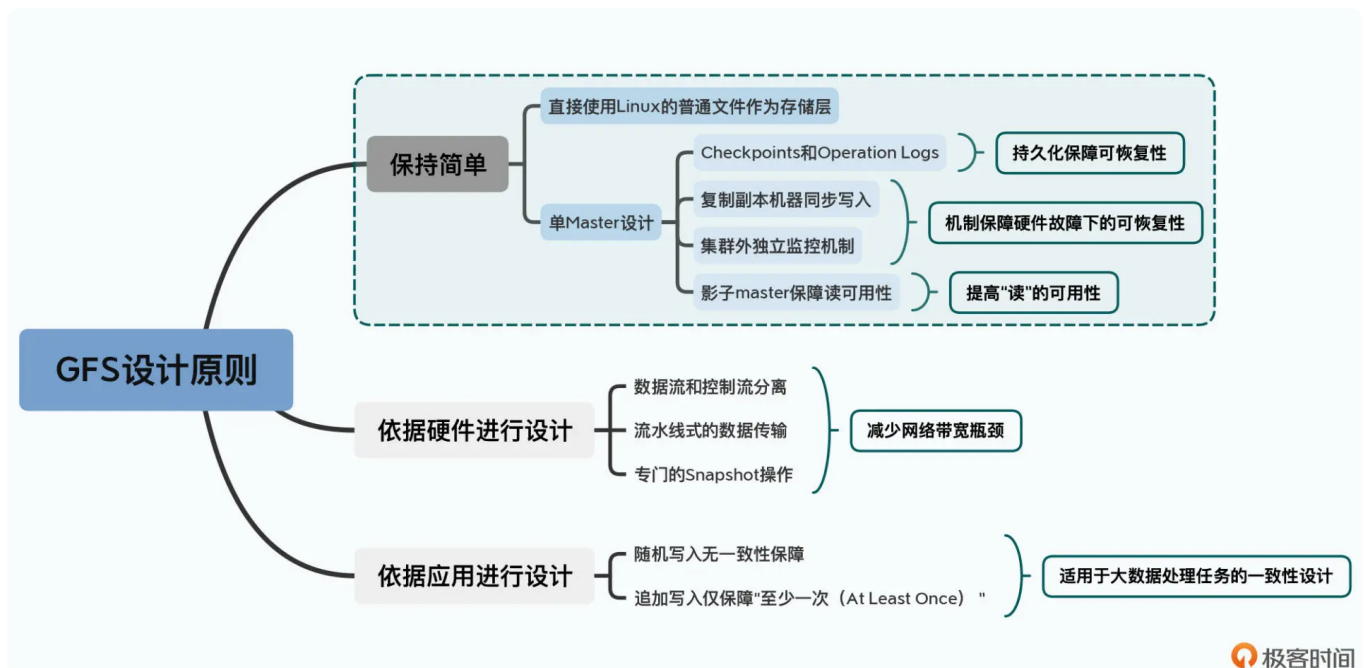 GFS设计原则
保持简单
直接使用Linux的普通文件作为存储层
单Master设计
Checkpoints和Operation Logs
持久化保障可恢复性
复制副本机器同步写入
集群外独立监控机制
机制保障硬件故障下的可恢复性
影子master保障读可用性
提高“读”的可用性
依据硬件进行设计
数据流和控制流分离
流水线式的数据传输
专门的Snapshot操作
减少网络带宽瓶颈
依据应用进行设计
随机写入无一致性保障
追加写入仅保障"至少一次（At Least Once） "
适用于大数据处理任务的一致性设计
极客时间